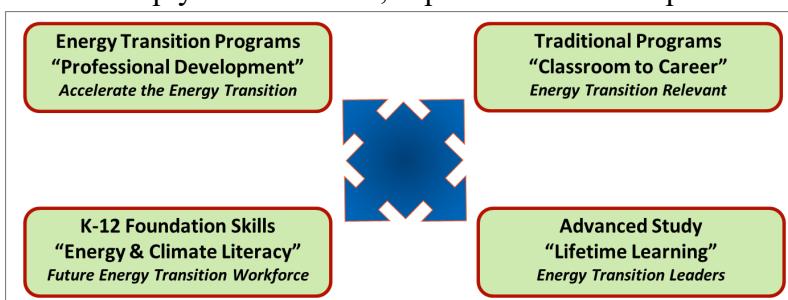 Energy Transition Programs
“Professional Development”
Accelerate the Energy Transition
Traditional Programs
“Classroom to Career”
Energy Transition Relevant
K-12 Foundation Skills
“Energy & Climate Literacy”
Future Energy Transition Workforce
Advanced Study
“Lifetime Learning”
Energy Transition Leaders